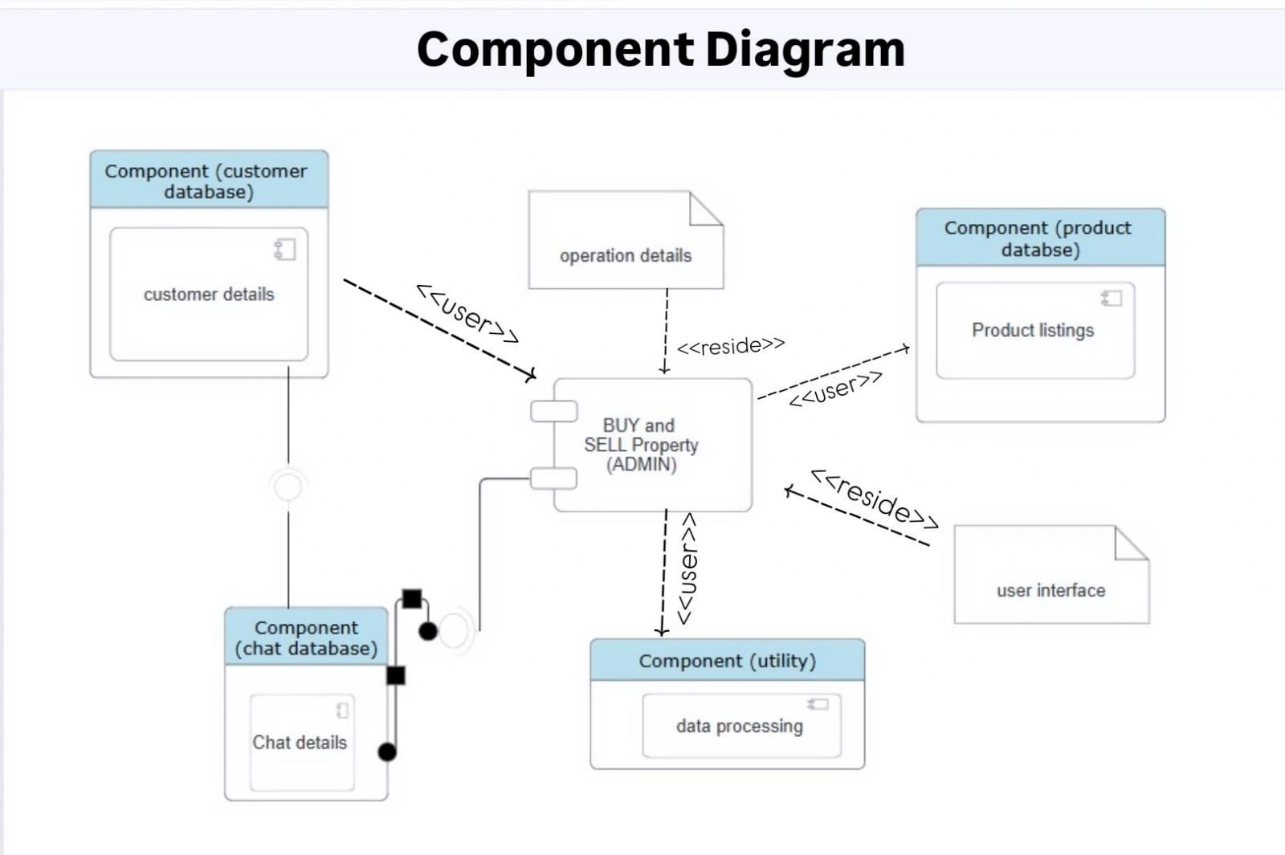 Component Diagram
Component (customer
database)
customer details
operation details
Component (product
databse)
Product listings
<<user>>
<<reside>>
<<user>>
BUY and
SELL Property
(ADMIN)
<<reside>>
<<user>>
user interface
Component
(chat database)
Chat details
Component (utility)
data processing